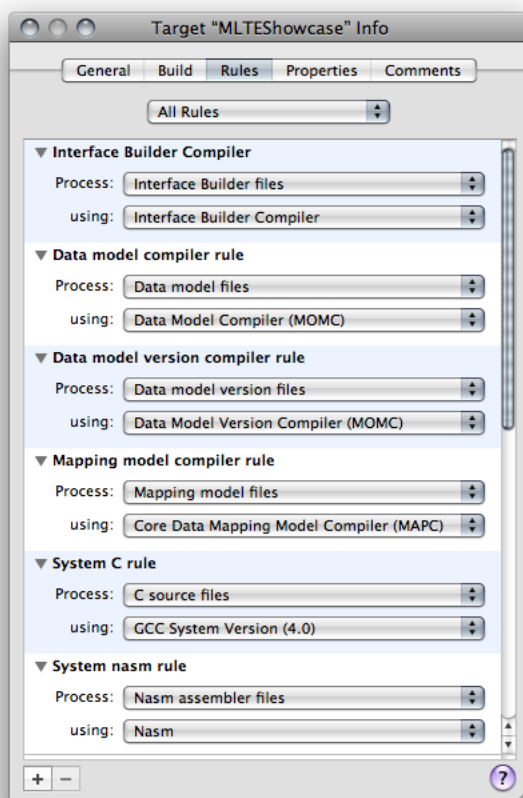 Target “MLTEShowcase” Info
General Build Rules Properties Comments
All Rules
Interface Builder Compiler
Process: Interface Builder files
using: Interface Builder Compiler
Data model compiler rule
Process: Data model files
using: Data Model Compiler (MOMC)
Data model version compiler rule
Process: Data model version files
using: Data Model Version Compiler (MOMC)
Mapping model compiler rule
Process: Mapping model files
using: Core Data Mapping Model Compiler (MAPC)
System C rule
Process: C source files
using: GCC System Version (4.0)
System nasm rule
Process: Nasm assembler files
using: Nasm
+ − ?